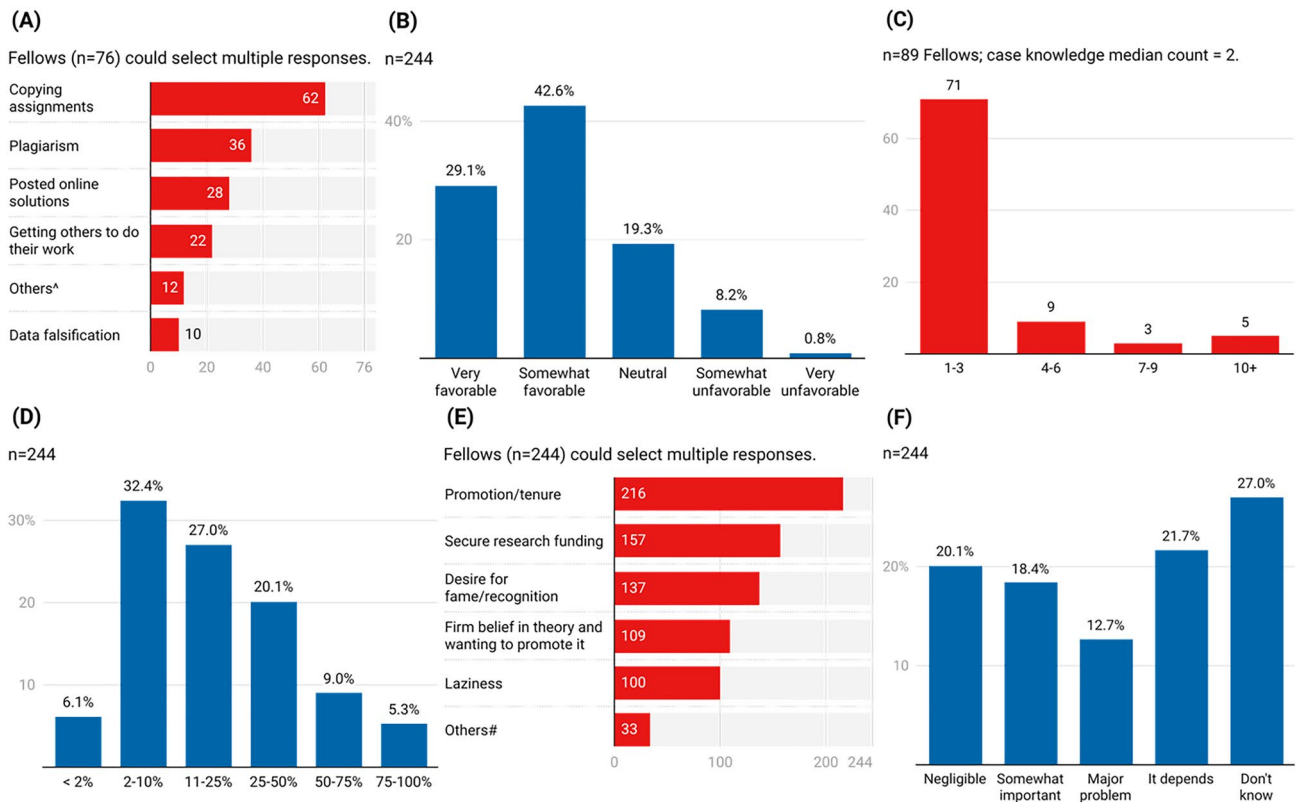 (A)
Fellows (n=76) could select multiple responses.
Copying
assignments
62
Plagiarism
36
Posted online
solutions
28
Getting others to do
their work
22
Others^
12
Data falsification
10
0 20 40 60 76
(B)
n=244
40%
20
29.1%
42.6%
19.3%
8.2%
0.8%
Very
favorable
Somewhat
favorable
Neutral
Somewhat
unfavorable
Very
unfavorable
(C)
n=89 Fellows; case knowledge median count = 2.
60
40
20
71
9
3
5
1-3 4-6 7-9 10+
(D)
n=244
30%
20
10
6.1%
32.4%
27.0%
20.1%
9.0%
5.3%
< 2% 2-10% 11-25% 25-50% 50-75% 75-100%
(E)
Fellows (n=244) could select multiple responses.
Promotion/tenure
216
Secure research funding
157
Desire for
fame/recognition
137
Firm belief in theory and
wanting to promote it
109
Laziness
100
Others#
33
0 100 200 244
(F)
n=244
20%
10
20.1%
18.4%
12.7%
21.7%
27.0%
Negligible
Somewhat
important
Major
problem
It depends
Don't
know